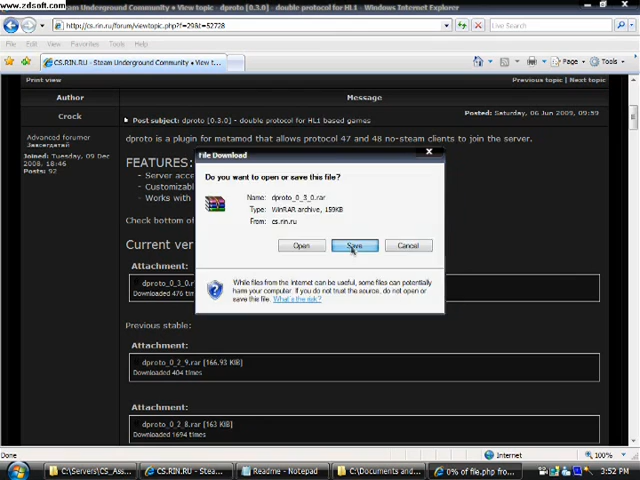 www.zdsoft.com
CS.RIN.RU - Steam Underground Community • View topic - dproto [0.3.0] - double protocol for HL1 - Windows Internet Explorer
http://cs.rin.ru/forum/viewtopic.php?f=29&t=52728
Live Search
File Edit View Favorites Tools Help
CS.RIN.RU - Steam Underground Community • View t...
Page Tools
Print view
Previous topic | Next topic
Author
Message
Crock
Post subject: dproto [0.3.0] - double protocol for HL1 based games
Posted: Saturday, 06 Jun 2009, 09:59
Advanced forumer
Joined: Tuesday, 09 Dec
2008, 18:46
Posts: 92
dproto is a plugin for metamod that allows protocol 47 and 48 no-steam clients to join the server.
FEATURES:
- Server acce
- Customizabl
- Works with
Check bottom of
Current ver
Attachment:
dproto_0_3_0.r
Downloaded 476 times
Previous stable:
Attachment:
dproto_0_2_9.rar [166.93 KiB]
Downloaded 404 times
Attachment:
dproto_0_2_8.rar [163 KiB]
Downloaded 1694 times
File Download
Do you want to open or save this file?
Name: dproto_0_3_0.rar
Type: WinRAR archive, 159KB
From: cs.rin.ru
Open
Save
Cancel
While files from the Internet can be useful, some files can potentially
harm your computer. If you do not trust the source, do not open or
save this file. What's the risk?
Done
Internet
100%
C:\Servers\CS_Ass...
CS.RIN.RU - Stea...
Readme - Notepad
C:\Documents and...
0% of file.php fro...
3:52 PM